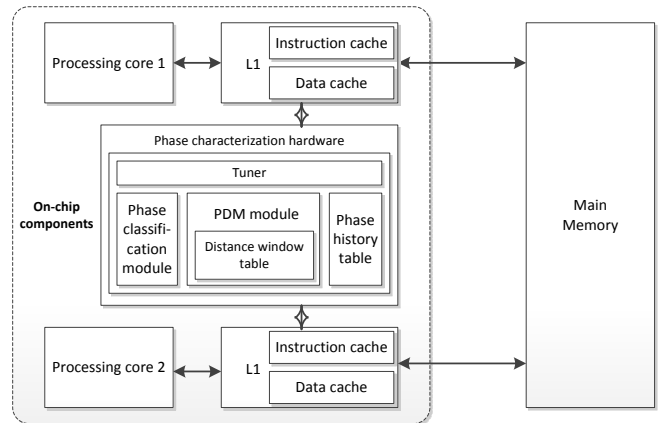 Processing core 1
L1
Instruction cache
Data cache
Phase characterization hardware
Tuner
On-chip
components
Phase
classifi-
cation
module
PDM module
Distance window
table
Phase
history
table
Main
Memory
Processing core 2
L1
Instruction cache
Data cache